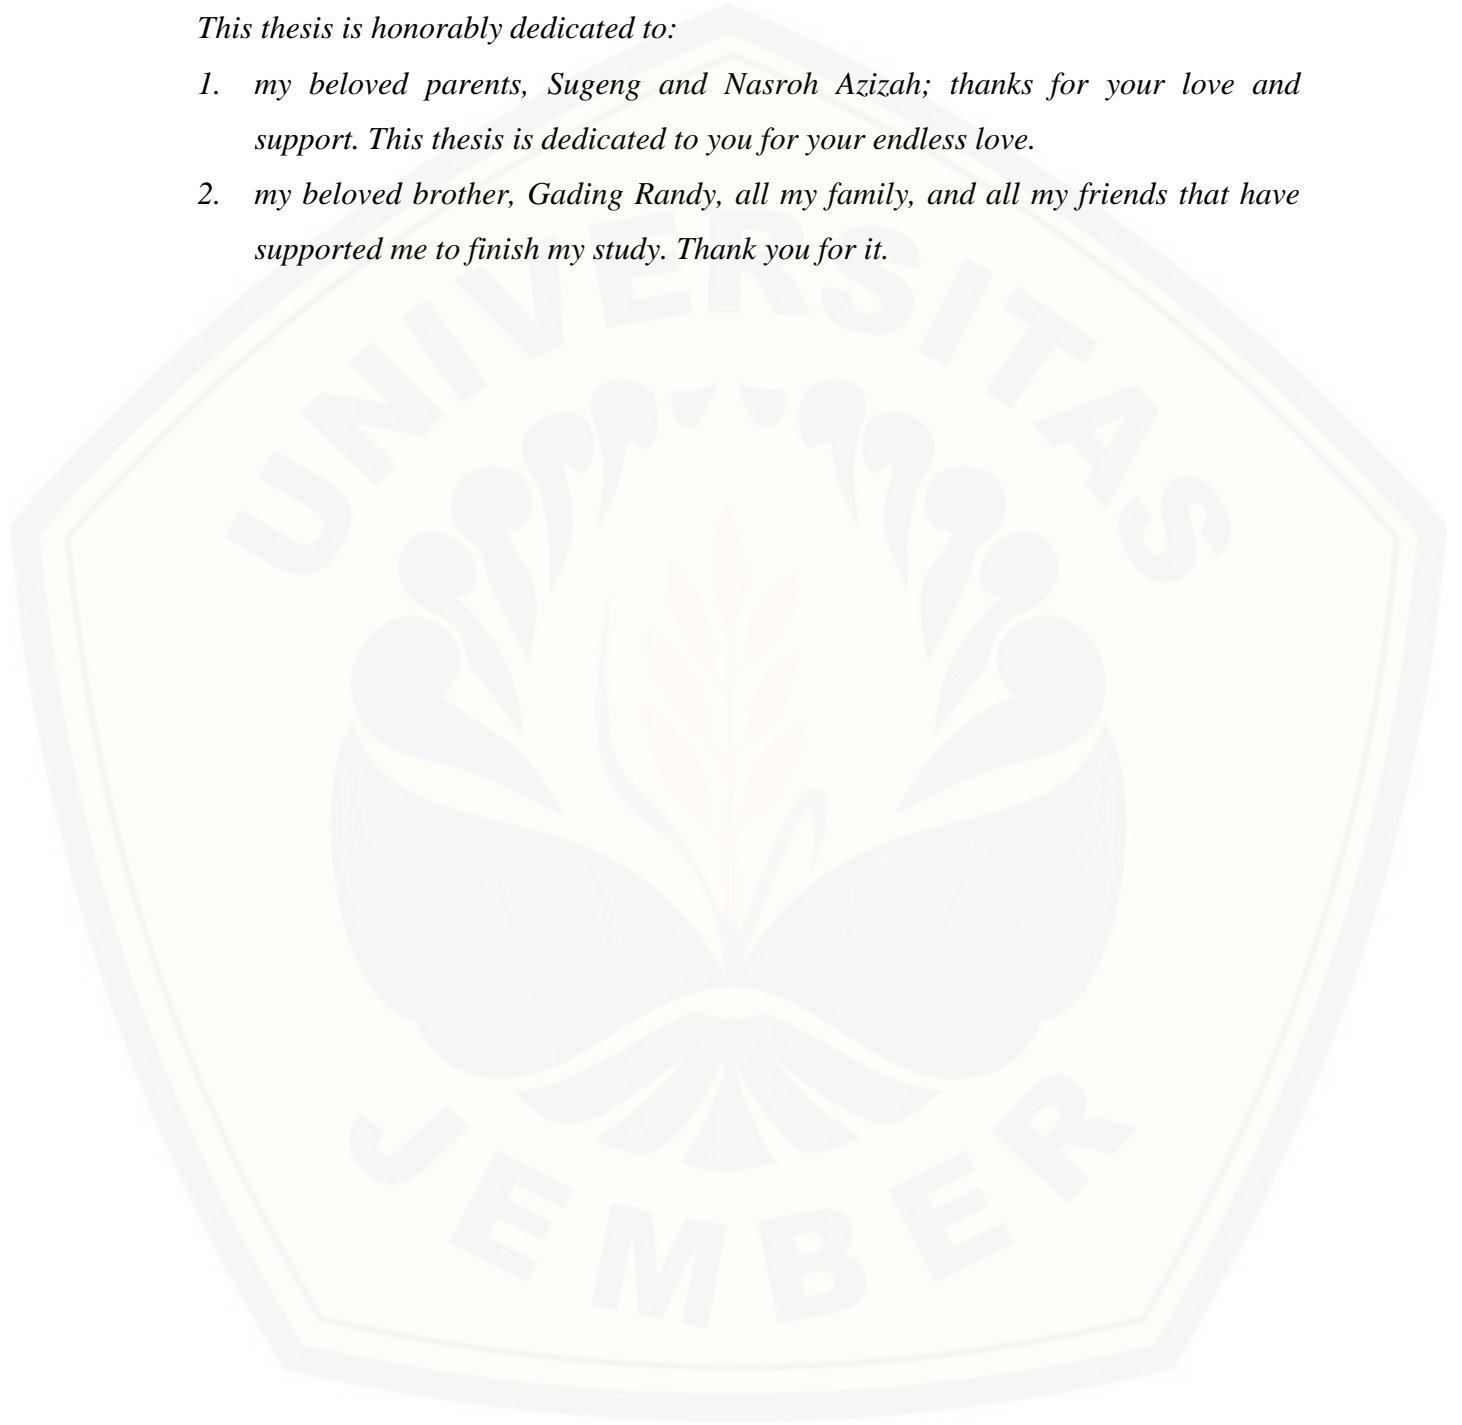 This thesis is honorably dedicated to:
1. my beloved parents, Sugeng and Nasroh Azizah; thanks for your love and
support. This thesis is dedicated to you for your endless love.
2. my beloved brother, Gading Randy, all my family, and all my friends that have
supported me to finish my study. Thank you for it.
UNIVERSITAS
JEMBER